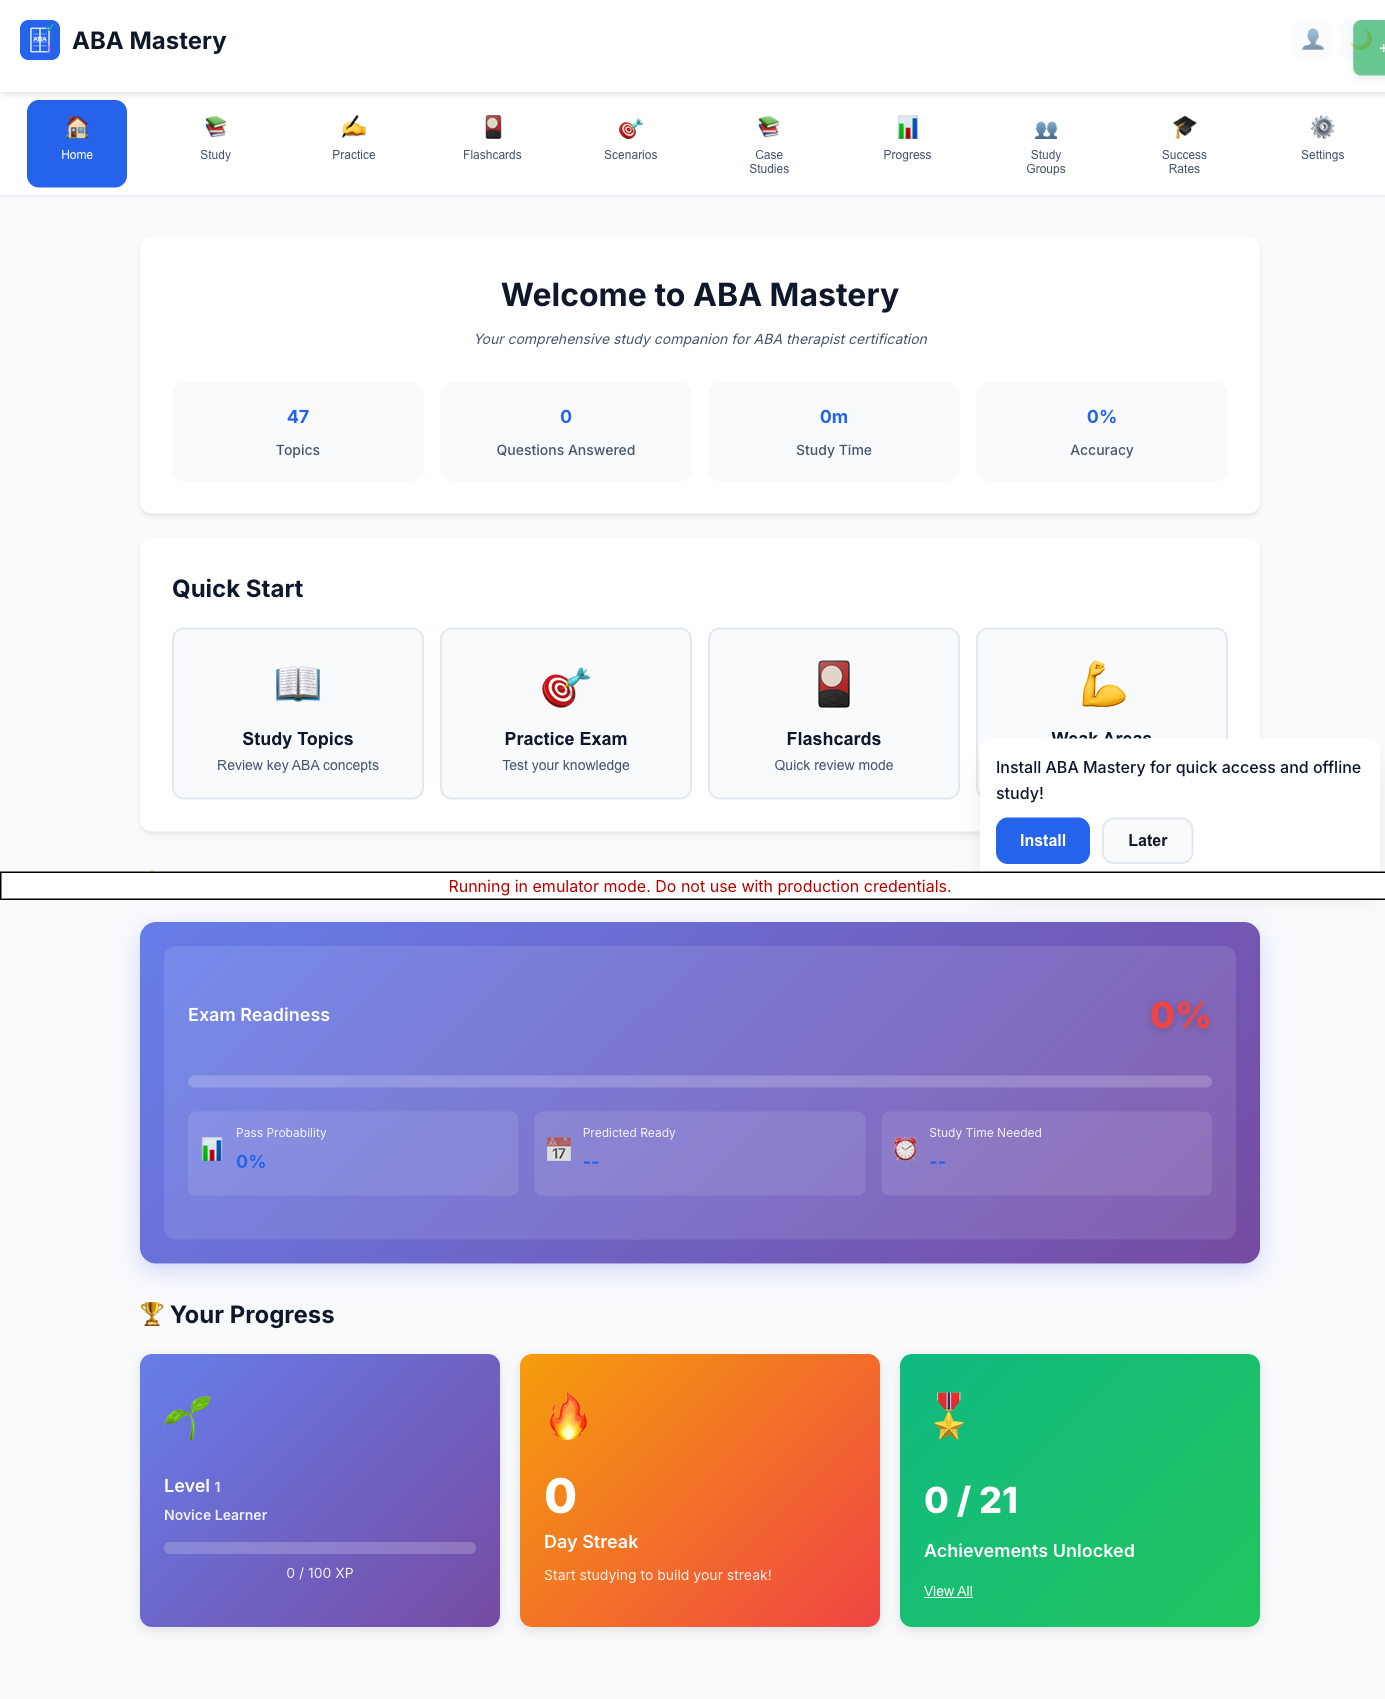 ABA
ABA Mastery
+
Home
Study
Practice
Flashcards
Scenarios
Case
Studies
Progress
Study
Groups
Success
Rates
Settings
Welcome to ABA Mastery
Your comprehensive study companion for ABA therapist certification
47
Topics
0
Questions Answered
0m
Study Time
0%
Accuracy
Quick Start
Study Topics
Review key ABA concepts
Practice Exam
Test your knowledge
Flashcards
Quick review mode
Weak Areas
Install ABA Mastery for quick access and offline
study!
Install
Later
Running in emulator mode. Do not use with production credentials.
Exam Readiness
0%
Pass Probability
0%
17
Predicted Ready
--
Study Time Needed
--
Your Progress
Level 1
Novice Learner
0 / 100 XP
0
Day Streak
Start studying to build your streak!
0 / 21
Achievements Unlocked
View All